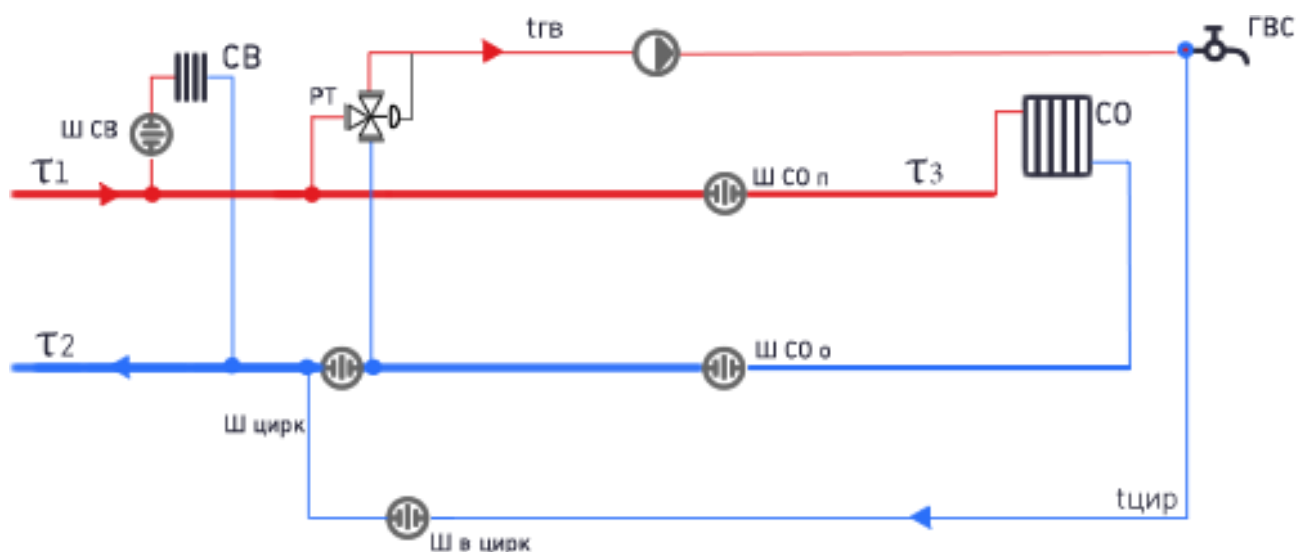 tгв
ГВС
СВ
РТ
Ш СВ
СО
τ1
Ш СО п
τ3
τ2
Ш СО о
Ш цирк
tцир
Ш в цирк